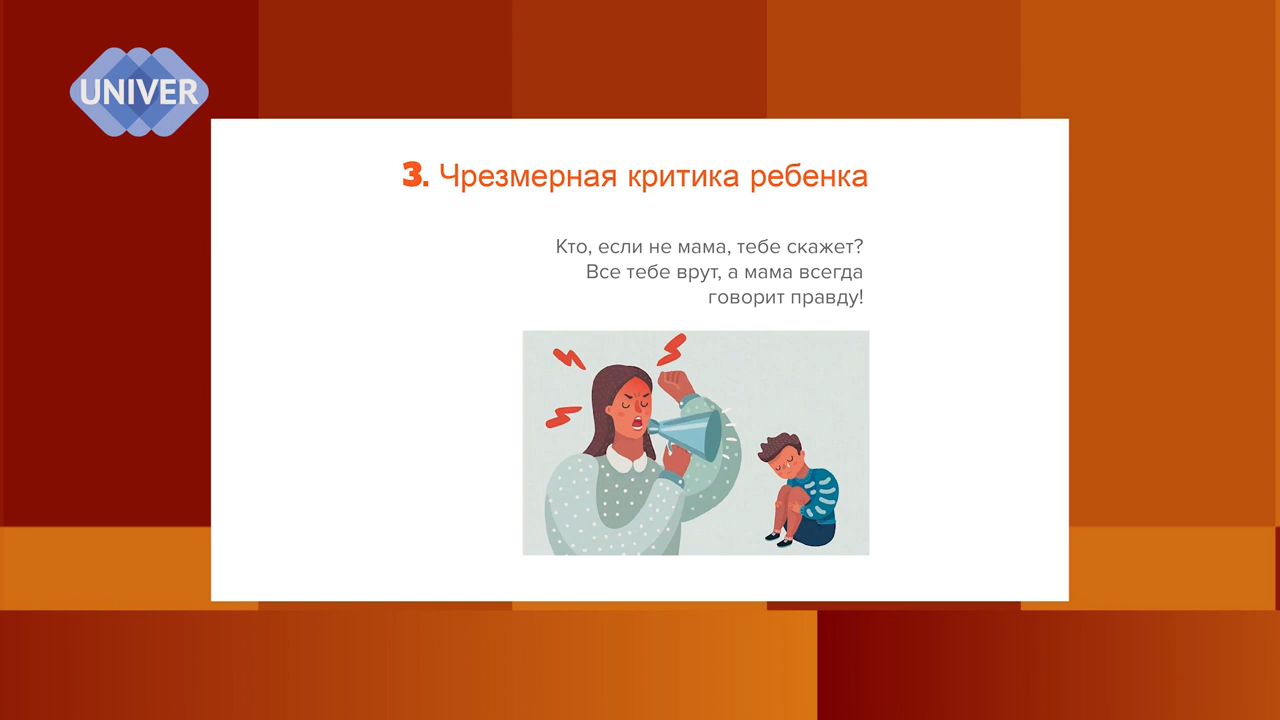 UNIVER
3. Чрезмерная критика ребенка
Кто, если не мама, тебе скажет?
Все тебе врут, а мама всегда
говорит правду!